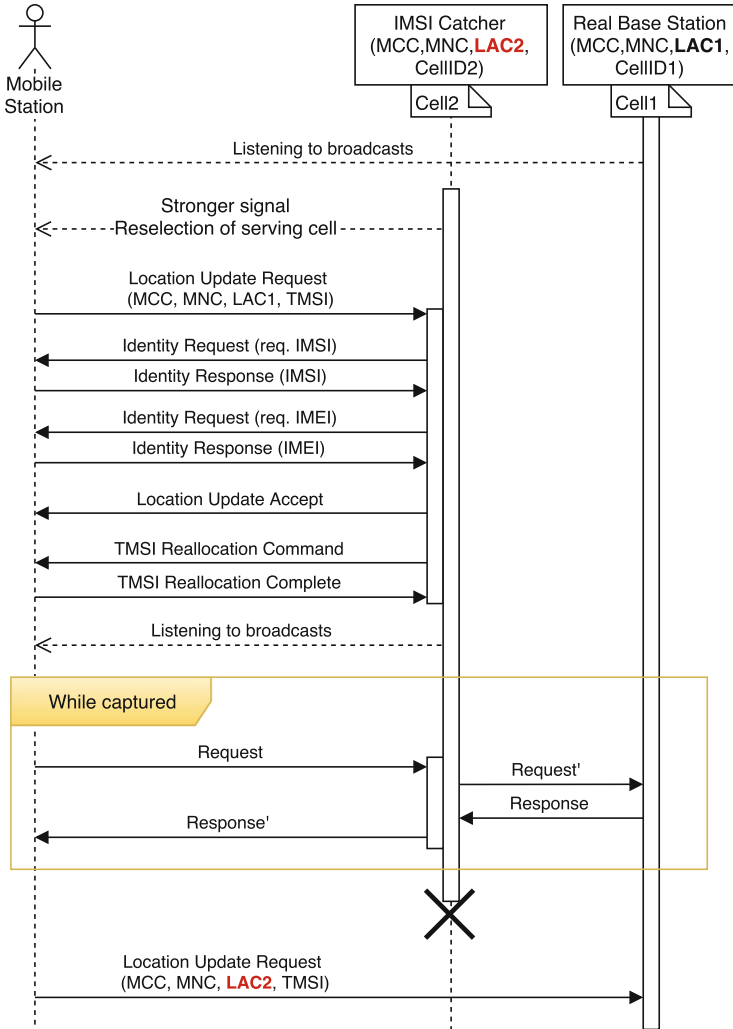 Mobile
Station
IMSI Catcher
(MCC,MNC,LAC2,
CellID2)
Cell2
Real Base Station
(MCC,MNC,LAC1,
CellID1)
Cell1
Listening to broadcasts
Stronger signal
Reselection of serving cell
Location Update Request
(MCC, MNC, LAC1, TMSI)
Identity Request (req. IMSI)
Identity Response (IMSI)
Identity Request (req. IMEI)
Identity Response (IMEI)
Location Update Accept
TMSI Reallocation Command
TMSI Reallocation Complete
Listening to broadcasts
While captured
Request
Request'
Response
Response'
Location Update Request
(MCC, MNC, LAC2, TMSI)